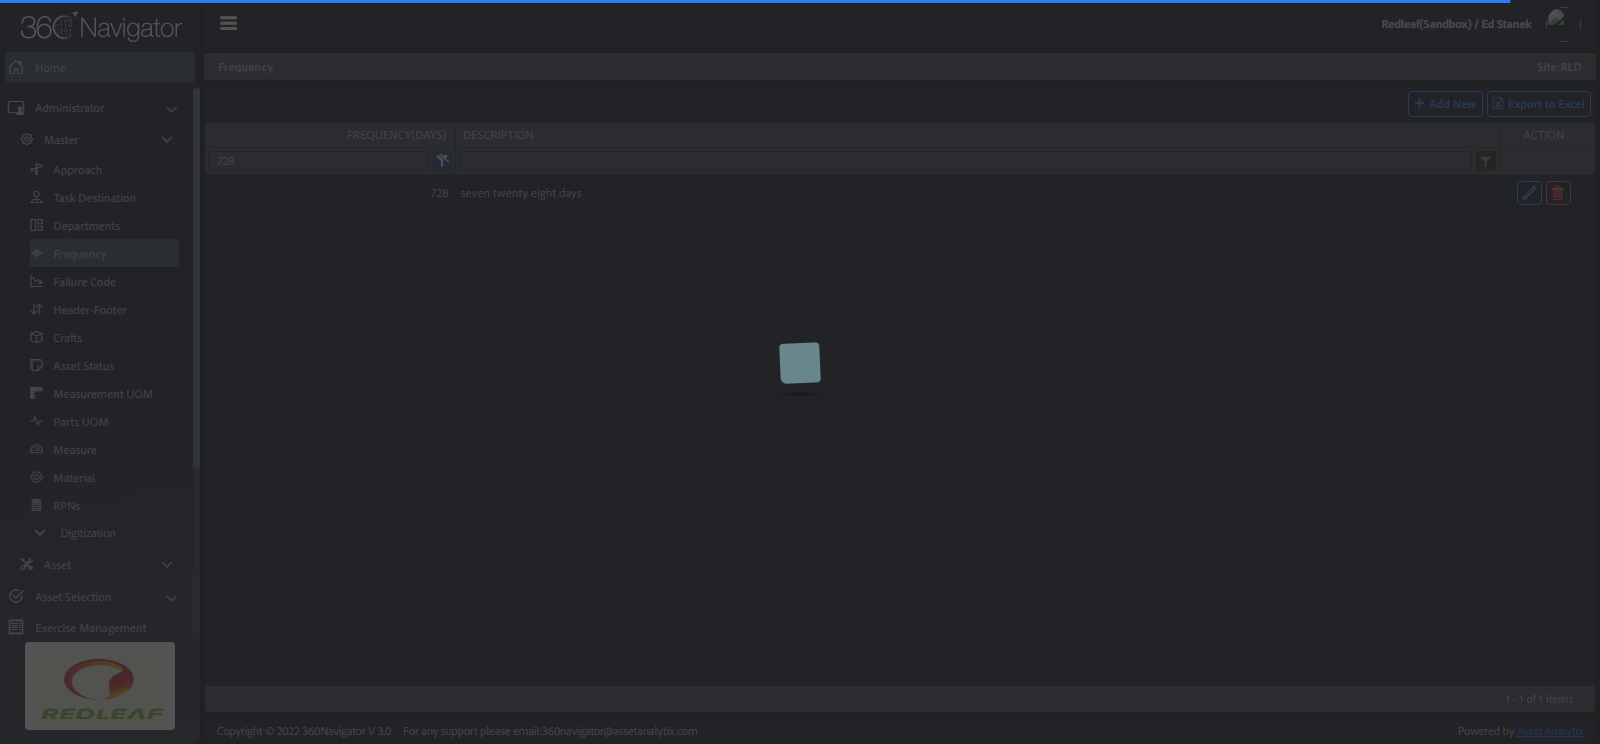 360 Navigator
Redleaf(Sandbox) / Ed Stanek
Home
Frequency
Site:RLD
Administrator
Add New
Export to Excel
Master
FREQUENCY(DAYS)
DESCRIPTION
ACTION
728
Approach
728
seven twenty eight days
Task Destination
Departments
Frequency
Failure Code
Header-Footer
Crafts
Asset Status
Measurement UOM
Parts UOM
Measure
Material
RPNs
Digitization
Asset
Asset Selection
Exercise Management
REDLEAF
1 - 1 of 1 items
Copyright © 2022 360Navigator V 3.0
For any support please email:360navigator@assetanalytix.com
Powered by Asset Analytix